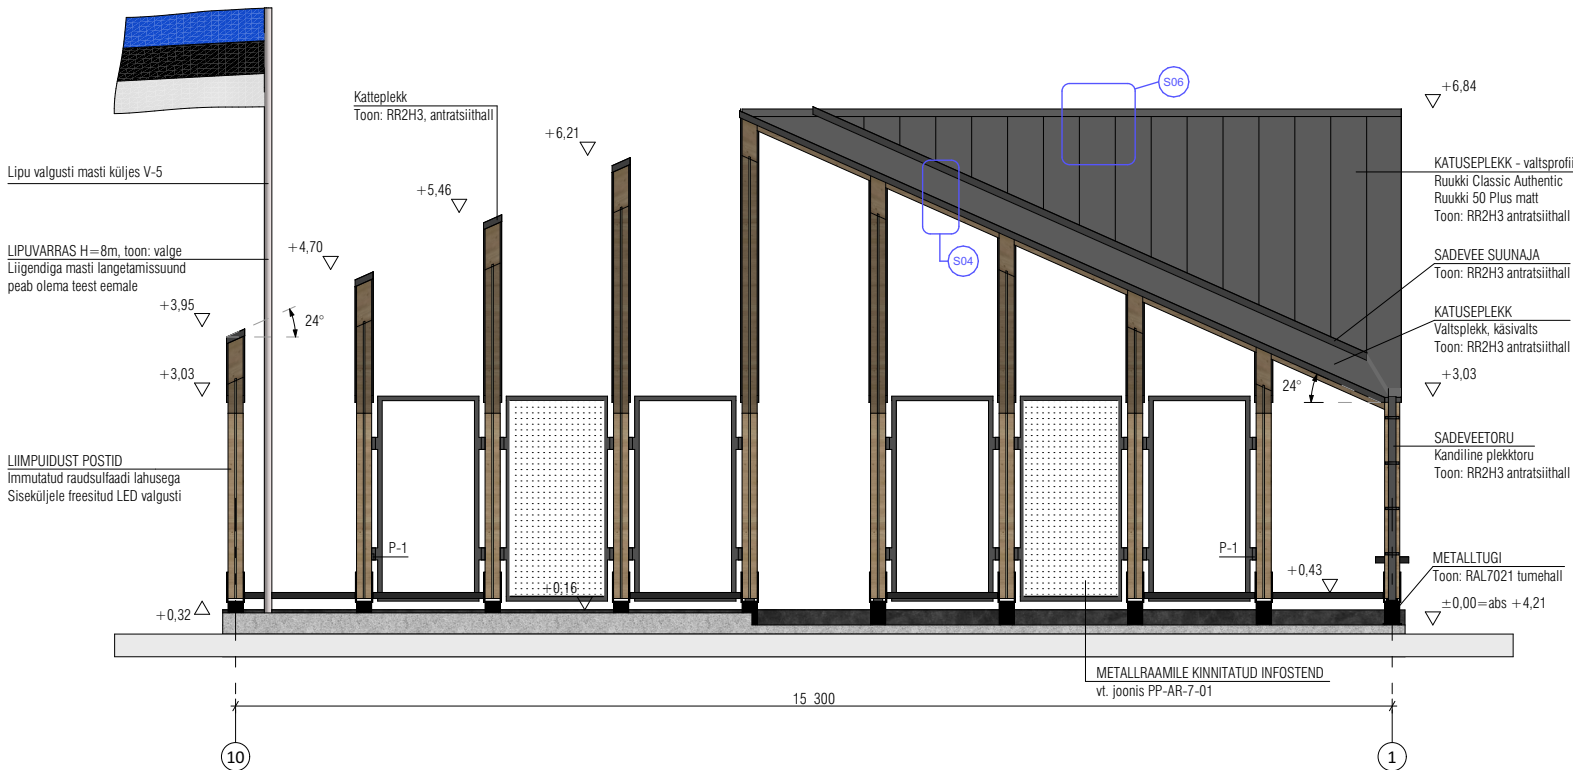 Lipu valgusti masti küljes V-5
LIPUVARRAS H=8m, toon: valge
Liigendiga masti langetamissuund
peab olema teest eemale
+3,95
24°
+3,03
LIIMPUIDUST POSTID
Immutatud raudsulfaadi lahusega
Siseküljele freesitud LED valgusti
+0,32
Katteplekk
Toon: RR2H3, antratsiithall
+4,70
+5,46
+6,21
P-1
+0,16
S06
S04
+6,84
KATUSEPLEKK - valtsprofii
Ruukki Classic Authentic
Ruukki 50 Plus matt
Toon: RR2H3 antratsiithall
SADEVEE SUUNAJA
Toon: RR2H3 antratsiithall
KATUSEPLEKK
Valtsplekk, käsivalts
Toon: RR2H3 antratsiithall
24°
+3,03
SADEVEETORU
Kandiline plekktoru
Toon: RR2H3 antratsiithall
P-1
+0,43
METALLTUGI
Toon: RAL7021 tumehall
±0,00=abs +4,21
METALLRAAMILE KINNITATUD INFOSTEND
vt. joonis PP-AR-7-01
15 300
10
1